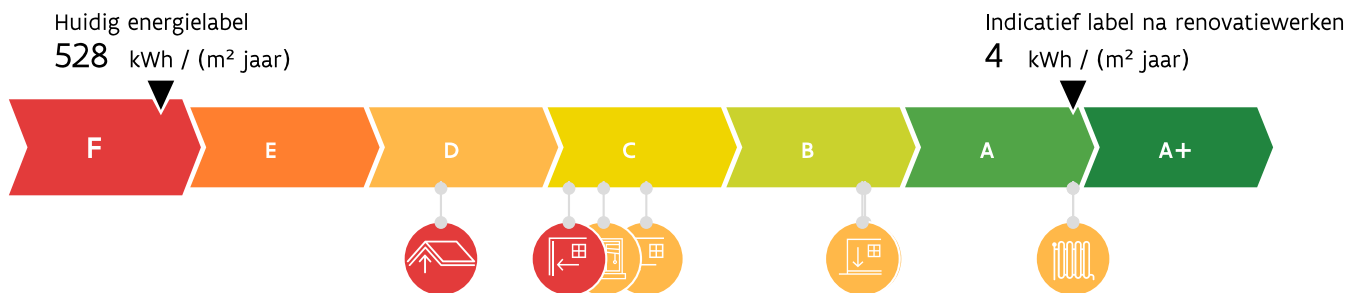 Huidig energielabel
528 kWh / (m² jaar)
Indicatief label na renovatiewerken
4 kWh / (m² jaar)
F E D C B A A+